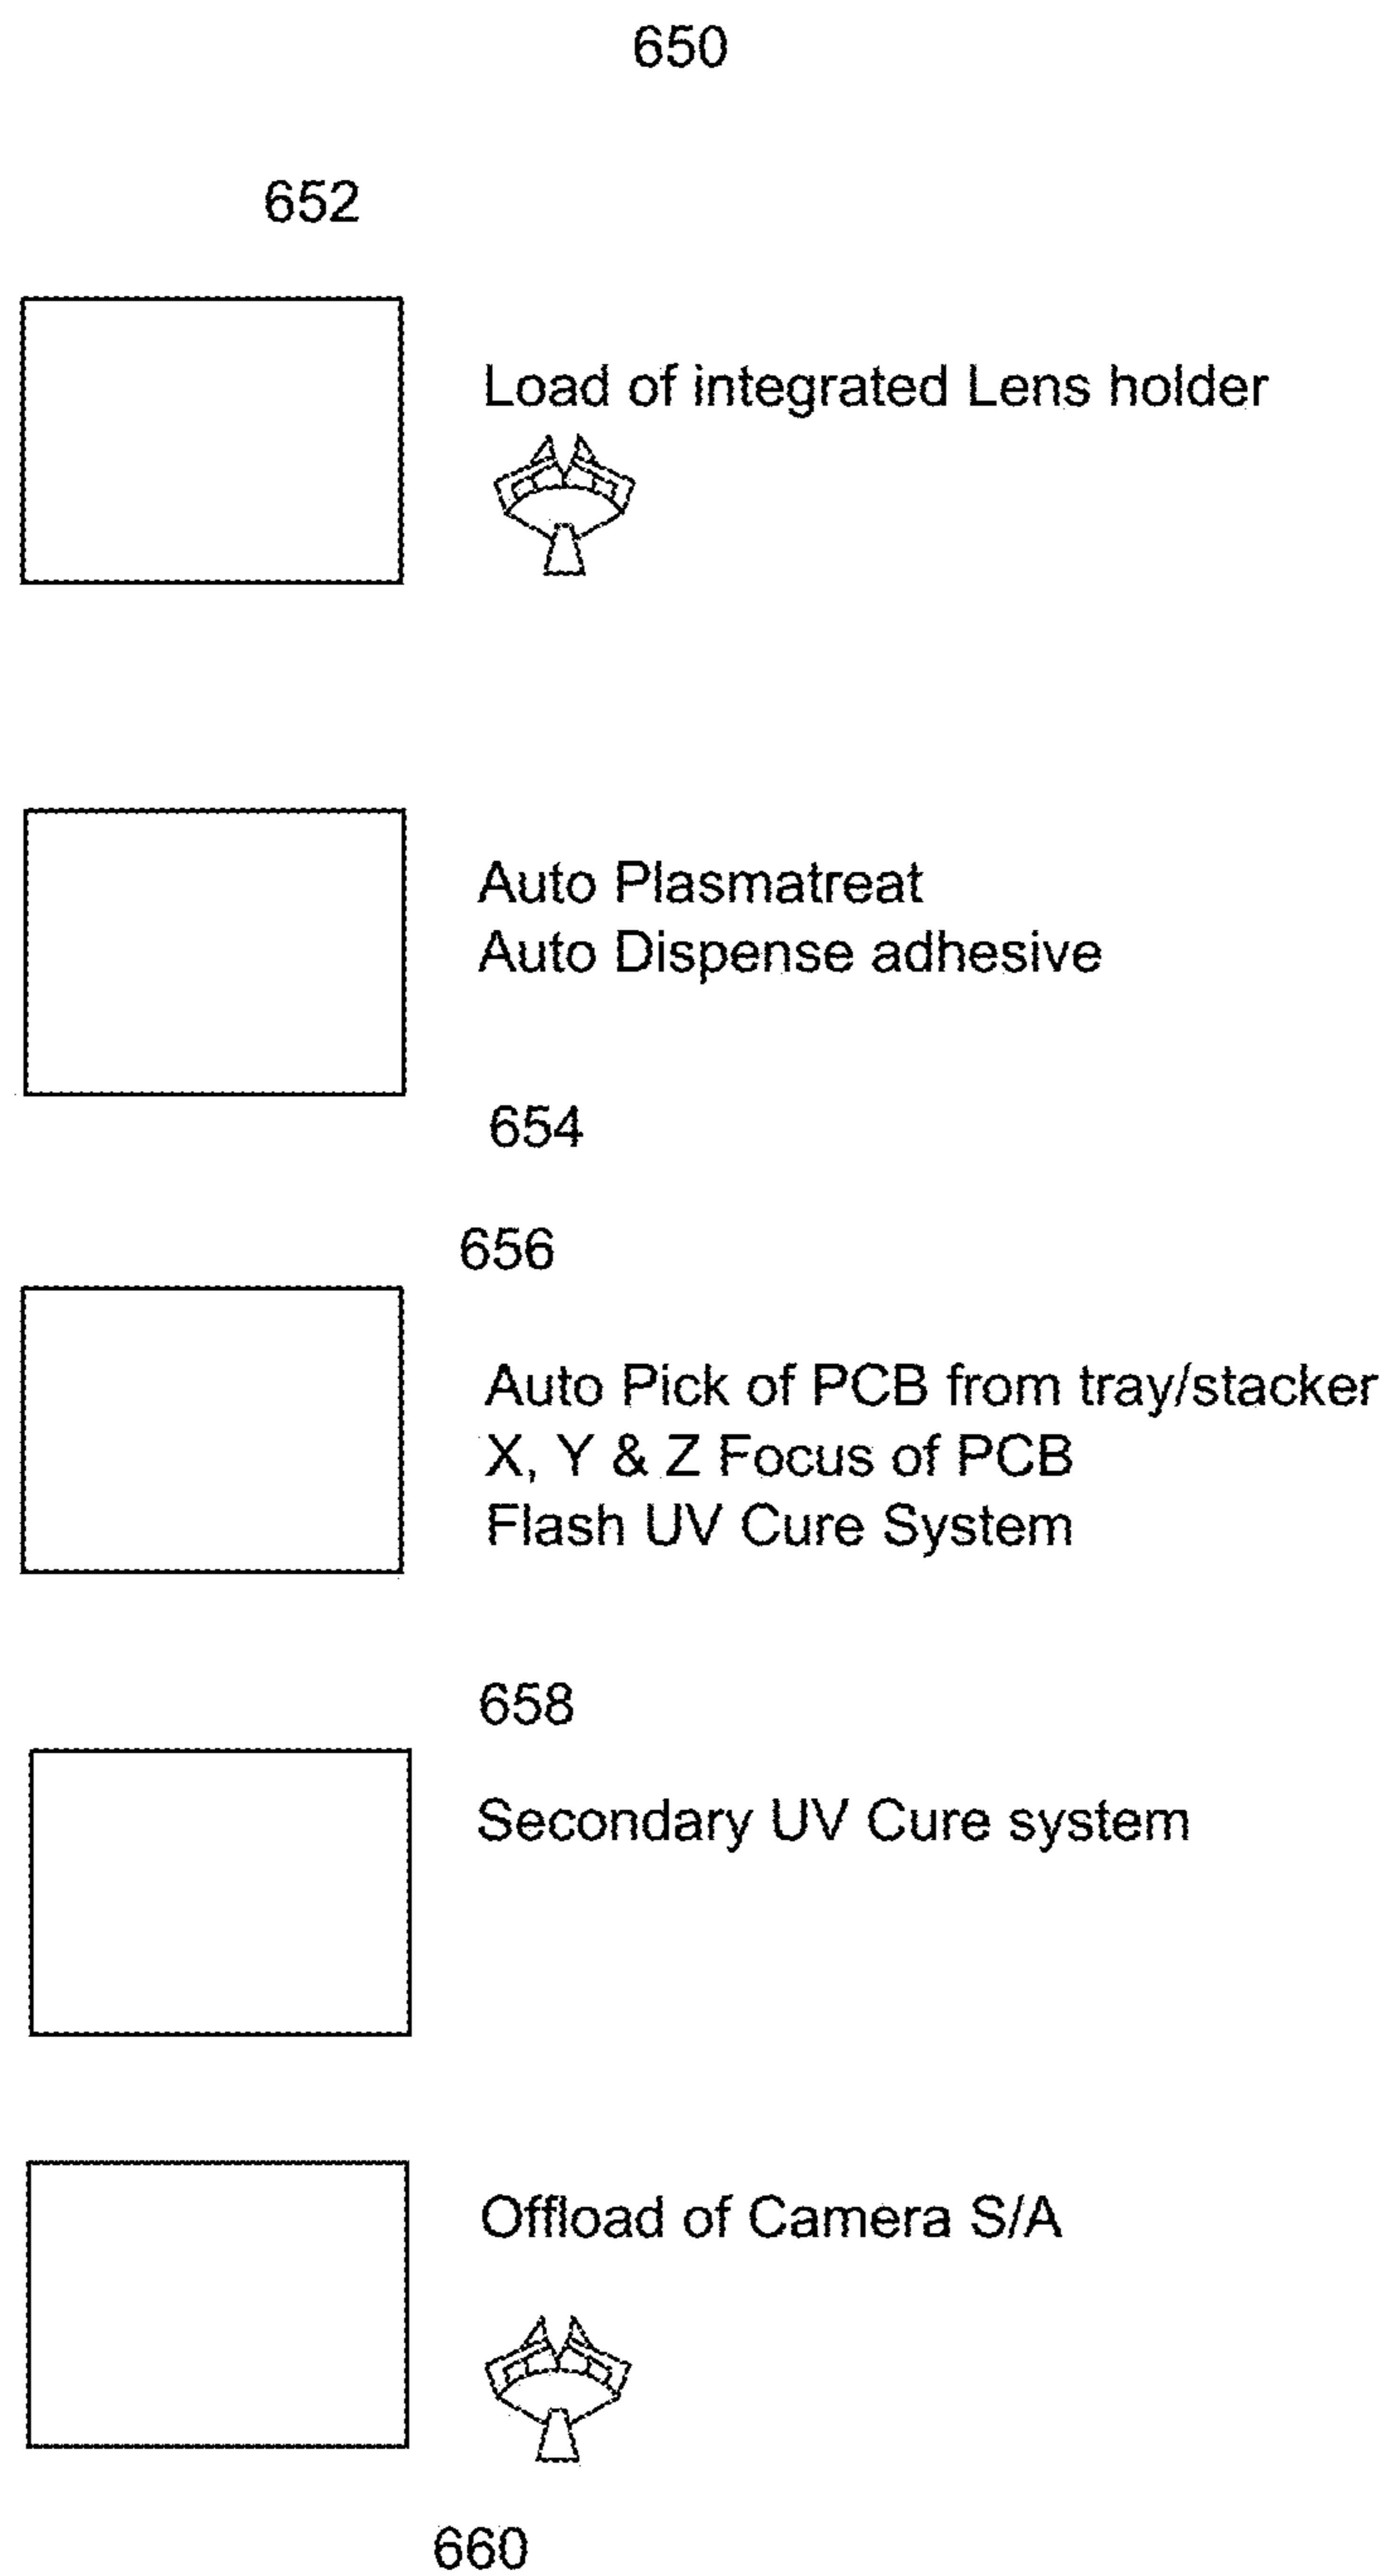 650
652
Load of integrated Lens holder
Auto Plasmatreat
Auto Dispense adhesive
654
656
Auto Pick of PCB from tray/stacker
X, Y & Z Focus of PCB
Flash UV Cure System
658
Secondary UV Cure system
Offload of Camera S/A
660